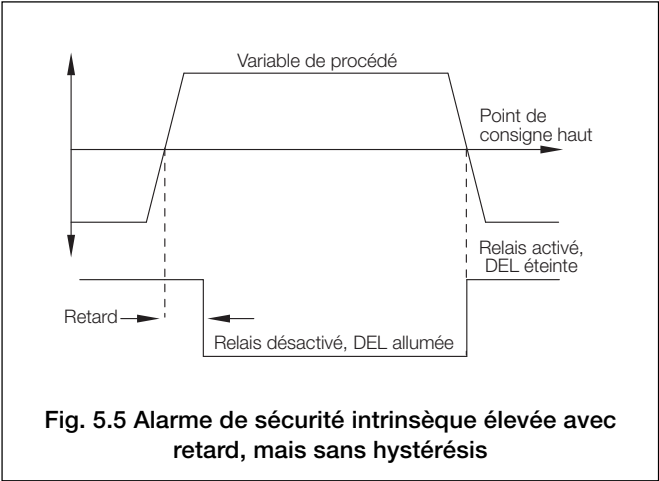 Variable de procédé
Point de
consigne haut
Relais activé,
DEL éteinte
Retard
Relais désactivé, DEL allumée
Fig. 5.5 Alarme de sécurité intrinsèque élevée avec
retard, mais sans hystérésis